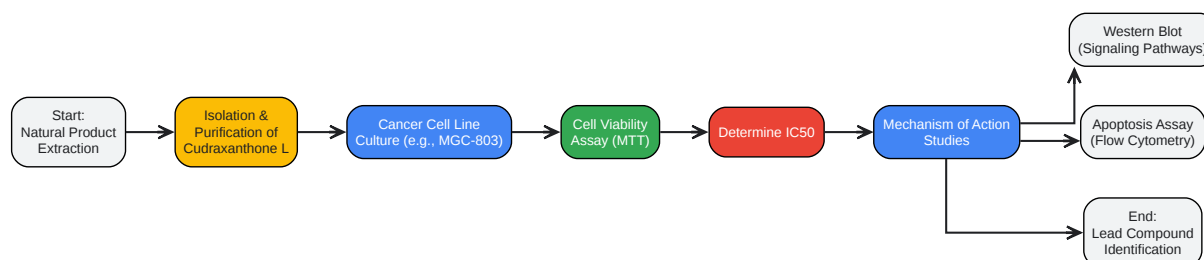 Start:
Natural Product
Extraction
Isolation &
Purification of
Cudraxanthone L
Cancer Cell Line
Culture (e.g., MGC-803)
Cell Viability
Assay (MTT)
Determine IC50
Mechanism of Action
Studies
Western Blot
(Signaling Pathways)
Apoptosis Assay
(Flow Cytometry)
End:
Lead Compound
Identification